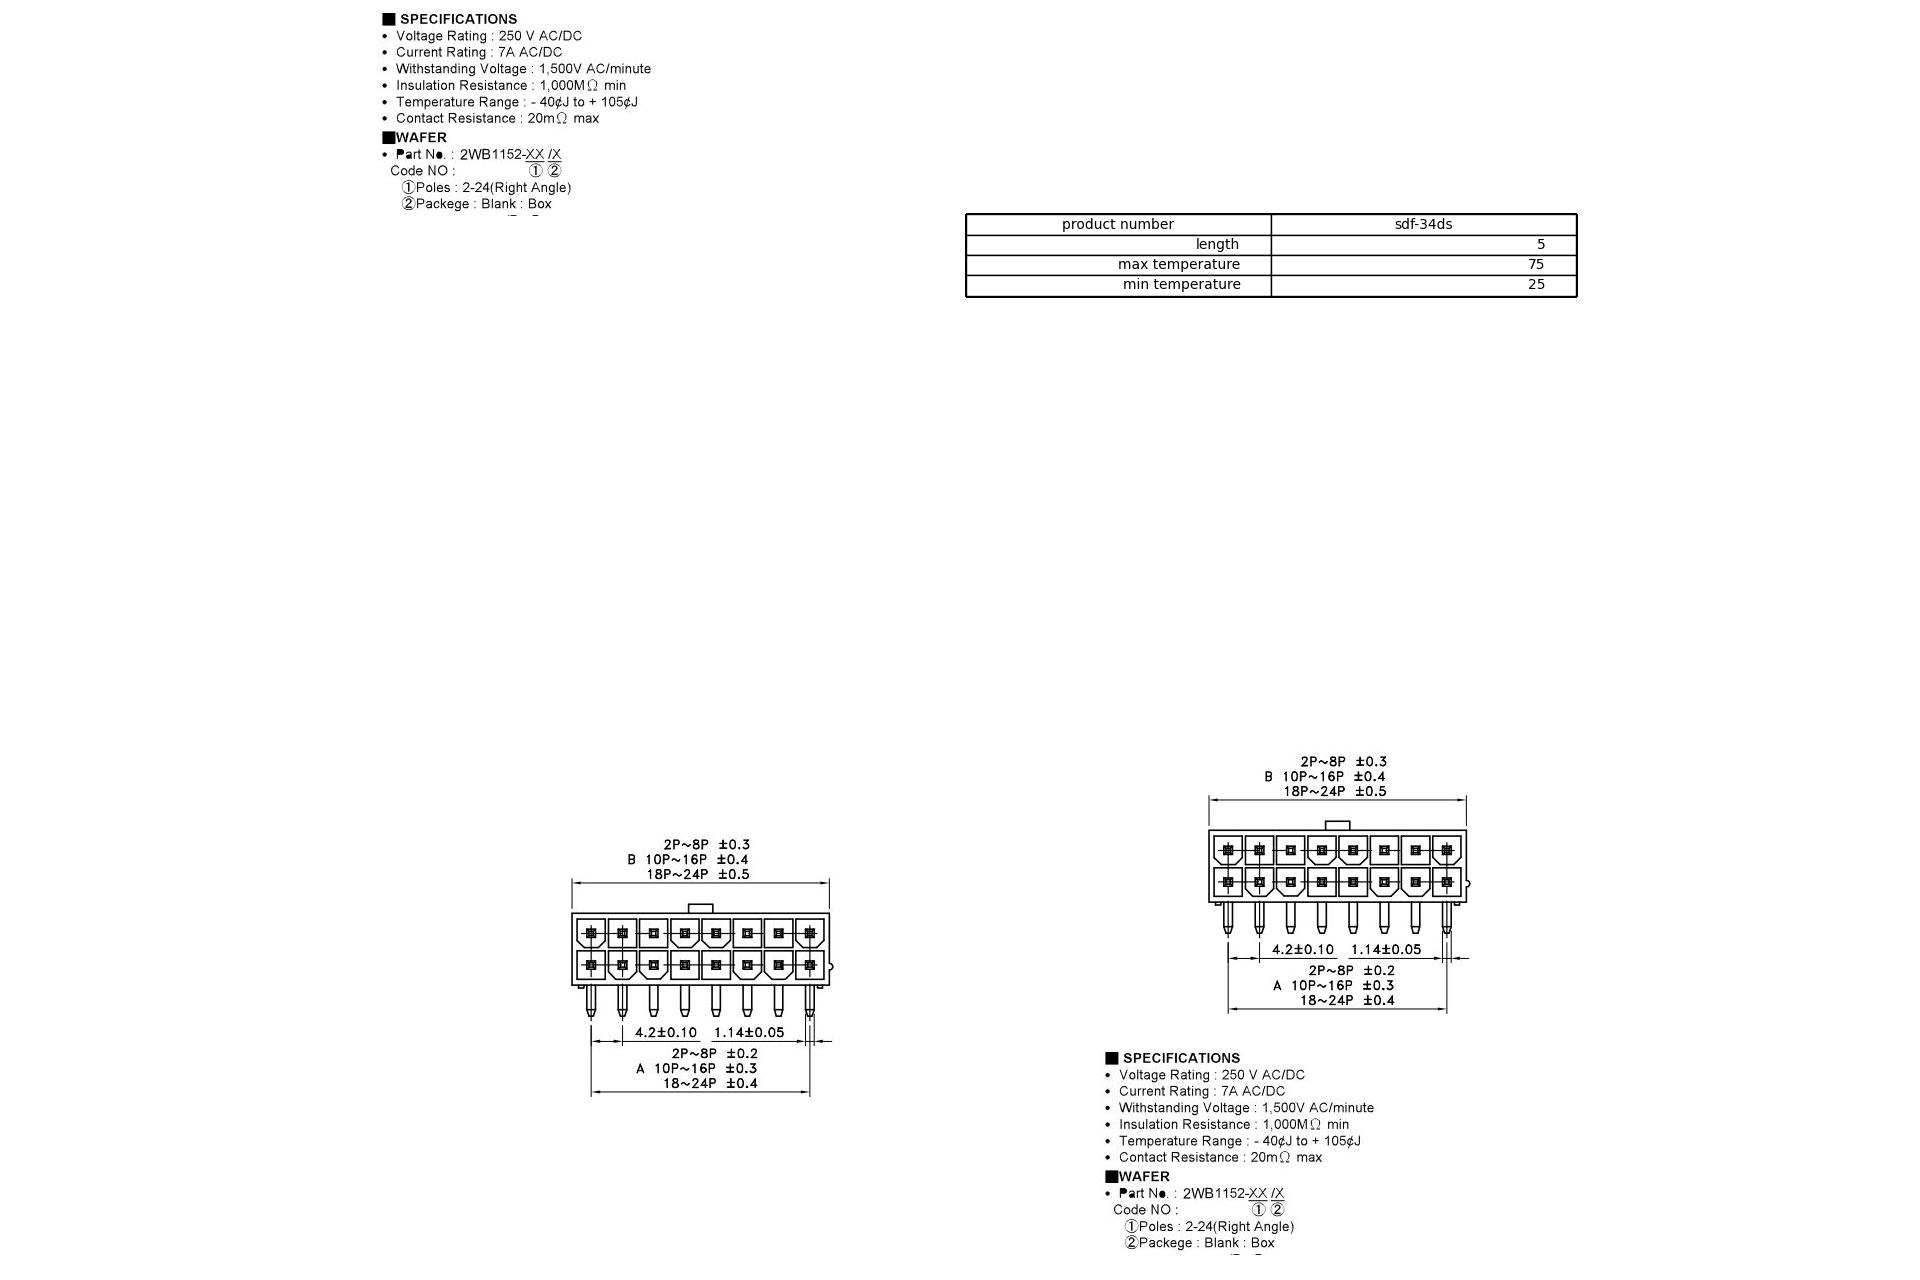 ■ SPECIFICATIONS
• Voltage Rating : 250 V AC/DC
• Current Rating : 7A AC/DC
• Withstanding Voltage : 1,500V AC/minute
• Insulation Resistance : 1,000MΩ min
• Temperature Range : - 40¢J to + 105¢J
• Contact Resistance : 20mΩ max
■WAFER
• Part No. : 2WB1152-XX /X
Code NO : ① ②
①Poles : 2-24(Right Angle)
②Packege : Blank : Box
product number sdf-34ds
length 5
max temperature 75
min temperature 25
2P~8P ±0.3
B 10P~16P ±0.4
18P~24P ±0.5
4.2±0.10 1.14±0.05
2P~8P ±0.2
A 10P~16P ±0.3
18~24P ±0.4
2P~8P ±0.3
B 10P~16P ±0.4
18P~24P ±0.5
4.2±0.10 1.14±0.05
2P~8P ±0.2
A 10P~16P ±0.3
18~24P ±0.4
■ SPECIFICATIONS
• Voltage Rating : 250 V AC/DC
• Current Rating : 7A AC/DC
• Withstanding Voltage : 1,500V AC/minute
• Insulation Resistance : 1,000MΩ min
• Temperature Range : - 40¢J to + 105¢J
• Contact Resistance : 20mΩ max
■WAFER
• Part No. : 2WB1152-XX /X
Code NO : ① ②
①Poles : 2-24(Right Angle)
②Packege : Blank : Box